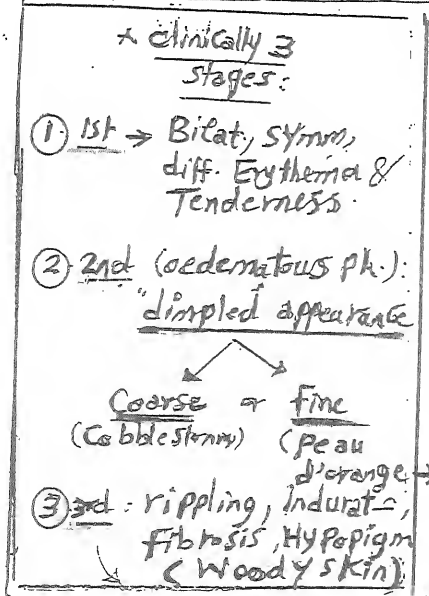 * clinically 3
stages:
① 1st → Bilat, symm,
diff. Erythema &
Tenderness.
② 2nd (oedematous ph.):
"dimpled appearance
Coarse or fine
(Cobblestonny) (peau
d'orange →
③ 3rd: rippling, Indurat–,
fibrosis, Hypopigm
(Woody skin)